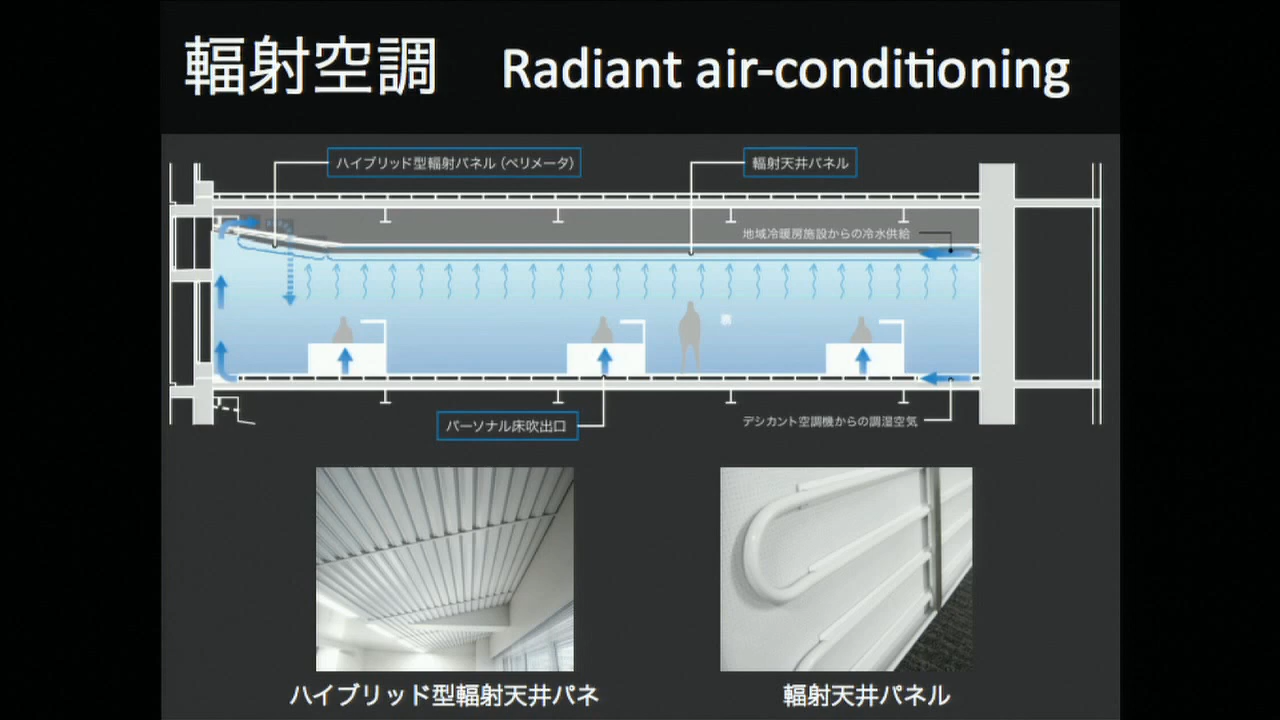 輻射空調 Radiant air-conditioning
ハイブリッド型輻射パネル（ペリメータ）
輻射天井パネル
地域冷暖房施設からの冷水供給
パーソナル床吹出口
デシカント空調機からの調湿空気
ハイブリッド型輻射天井パネ
輻射天井パネル